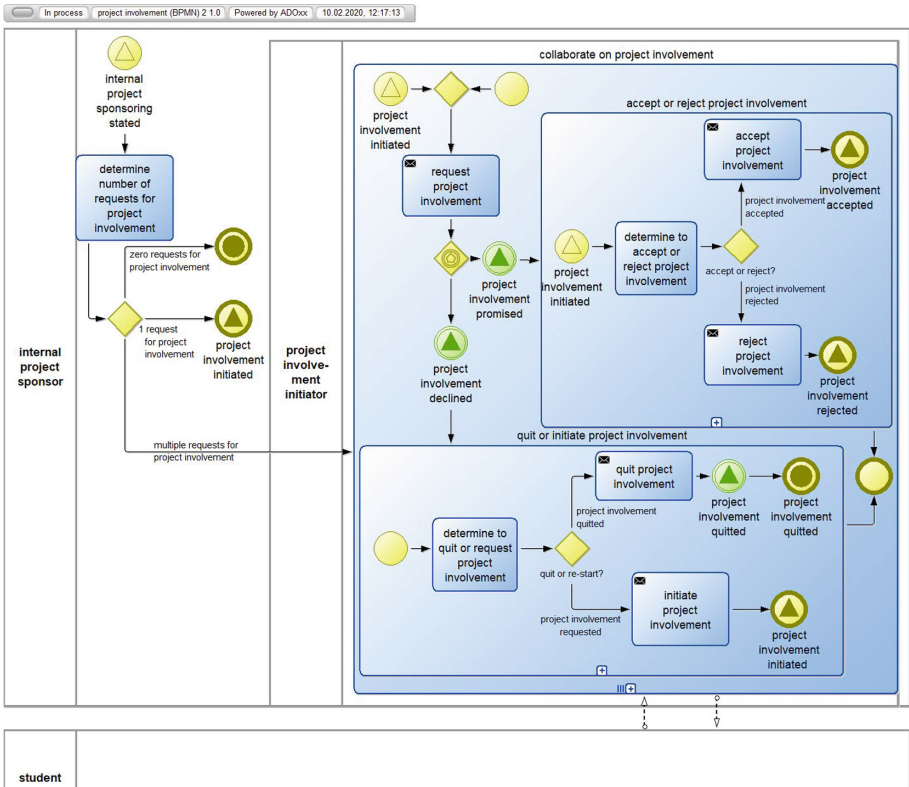 In process
project involvement (BPMN) 2 1.0
Powered by ADOxx
10.02.2020, 12:17:13
internal
project
sponsor
internal
project
sponsoring
stated
determine
number of
requests for
project
involvement
zero requests for
project involvement
1 request
for project
involvement
project
involvement
initiated
multiple requests for
project involvement
project
involve-
ment
initiator
collaborate on project involvement
project
involvement
initiated
request
project
involvement
project
involvement
promised
project
involvement
declined
accept or reject project involvement
project
involvement
initiated
determine to
accept or
reject project
involvement
accept or reject?
project involvement
accepted
accept
project
involvement
project
involvement
accepted
project involvement
rejected
reject
project
involvement
project
involvement
rejected
quit or initiate project involvement
determine to
quit or request
project
involvement
quit or re-start?
project involvement
quitted
quit project
involvement
project
involvement
quitted
project
involvement
quitted
project involvement
requested
initiate
project
involvement
project
involvement
initiated
student